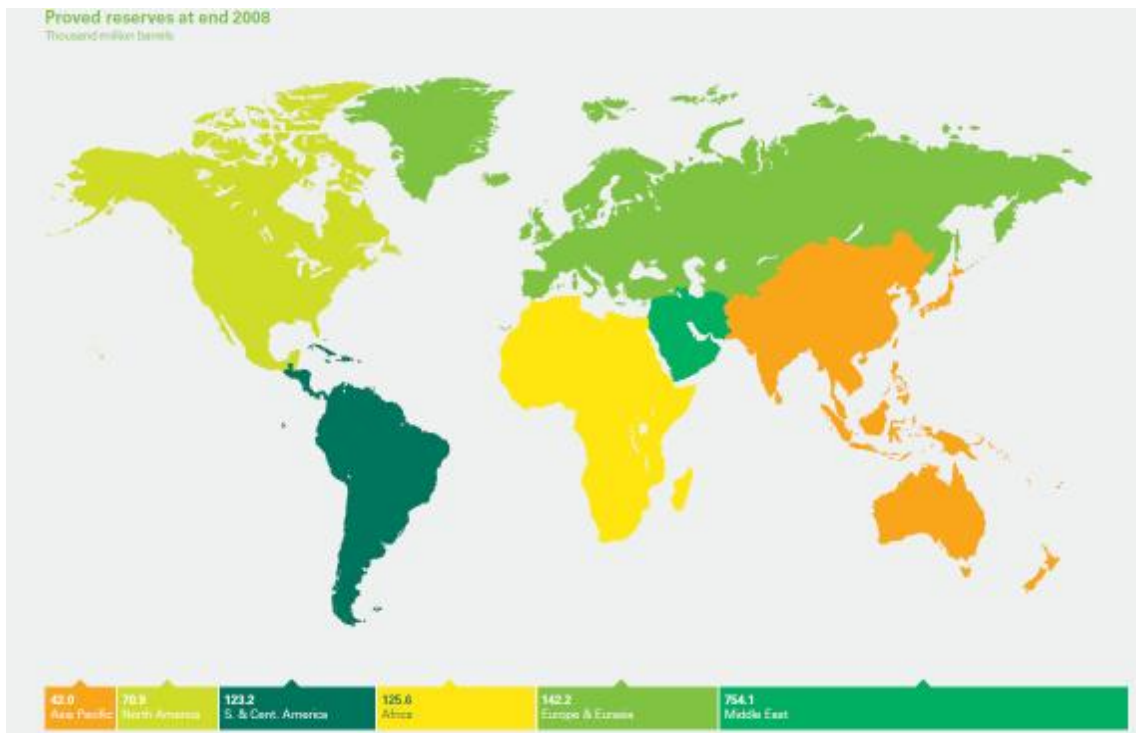 Proved reserves at end 2008
Thousand million barrels
42.0
Asia Pacific
70.9
North America
123.2
S. & Cent. America
125.6
Africa
142.2
Europe & Eurasia
754.1
Middle East